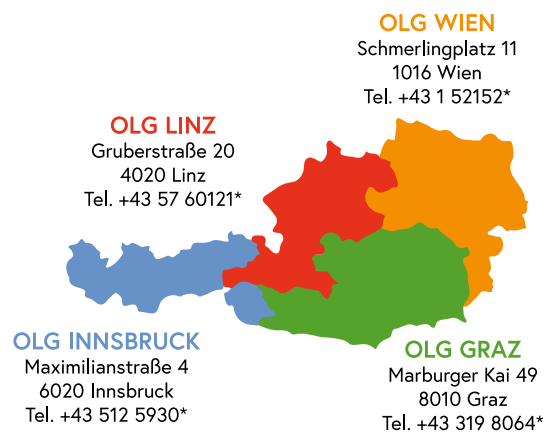 OLG WIEN
Schmerlingplatz 11
1016 Wien
Tel. +43 1 52152*
OLG LINZ
Gruberstraße 20
4020 Linz
Tel. +43 57 60121*
OLG INNSBRUCK
Maximilianstraße 4
6020 Innsbruck
Tel. +43 512 5930*
OLG GRAZ
Marburger Kai 49
8010 Graz
Tel. +43 319 8064*